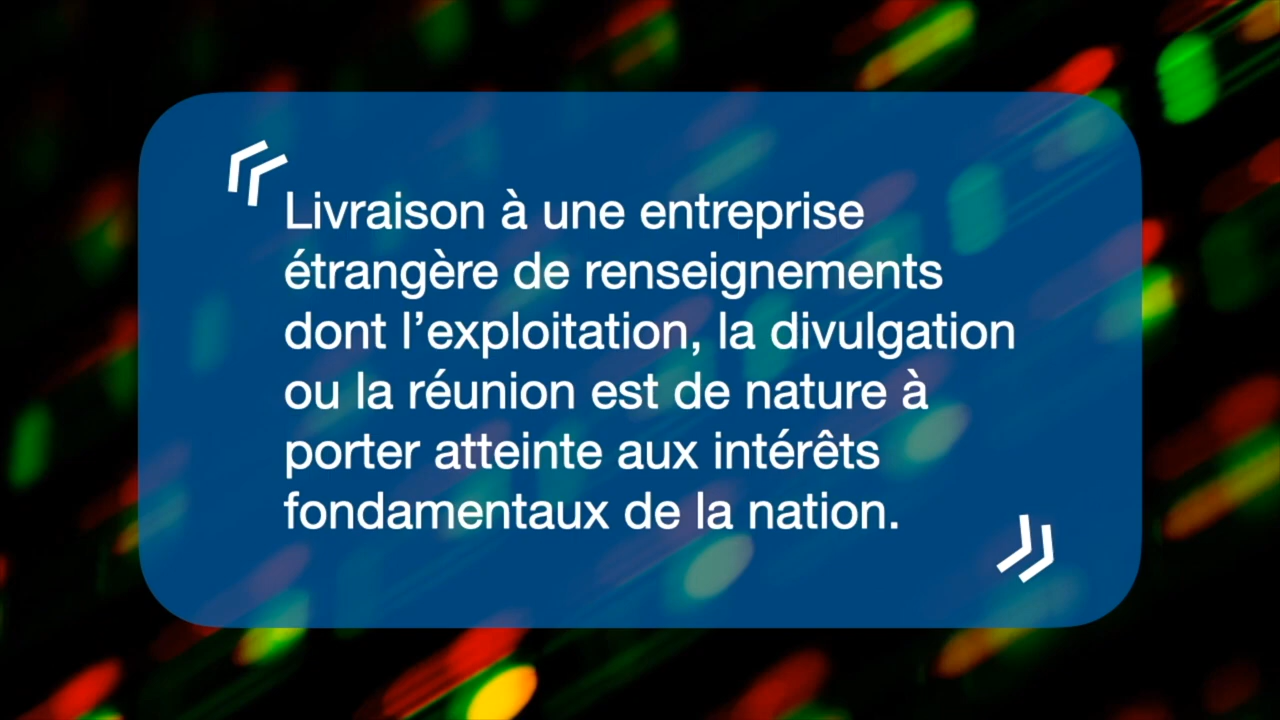 « Livraison à une entreprise
étrangère de renseignements
dont l’exploitation, la divulgation
ou la réunion est de nature à
porter atteinte aux intérêts
fondamentaux de la nation. »